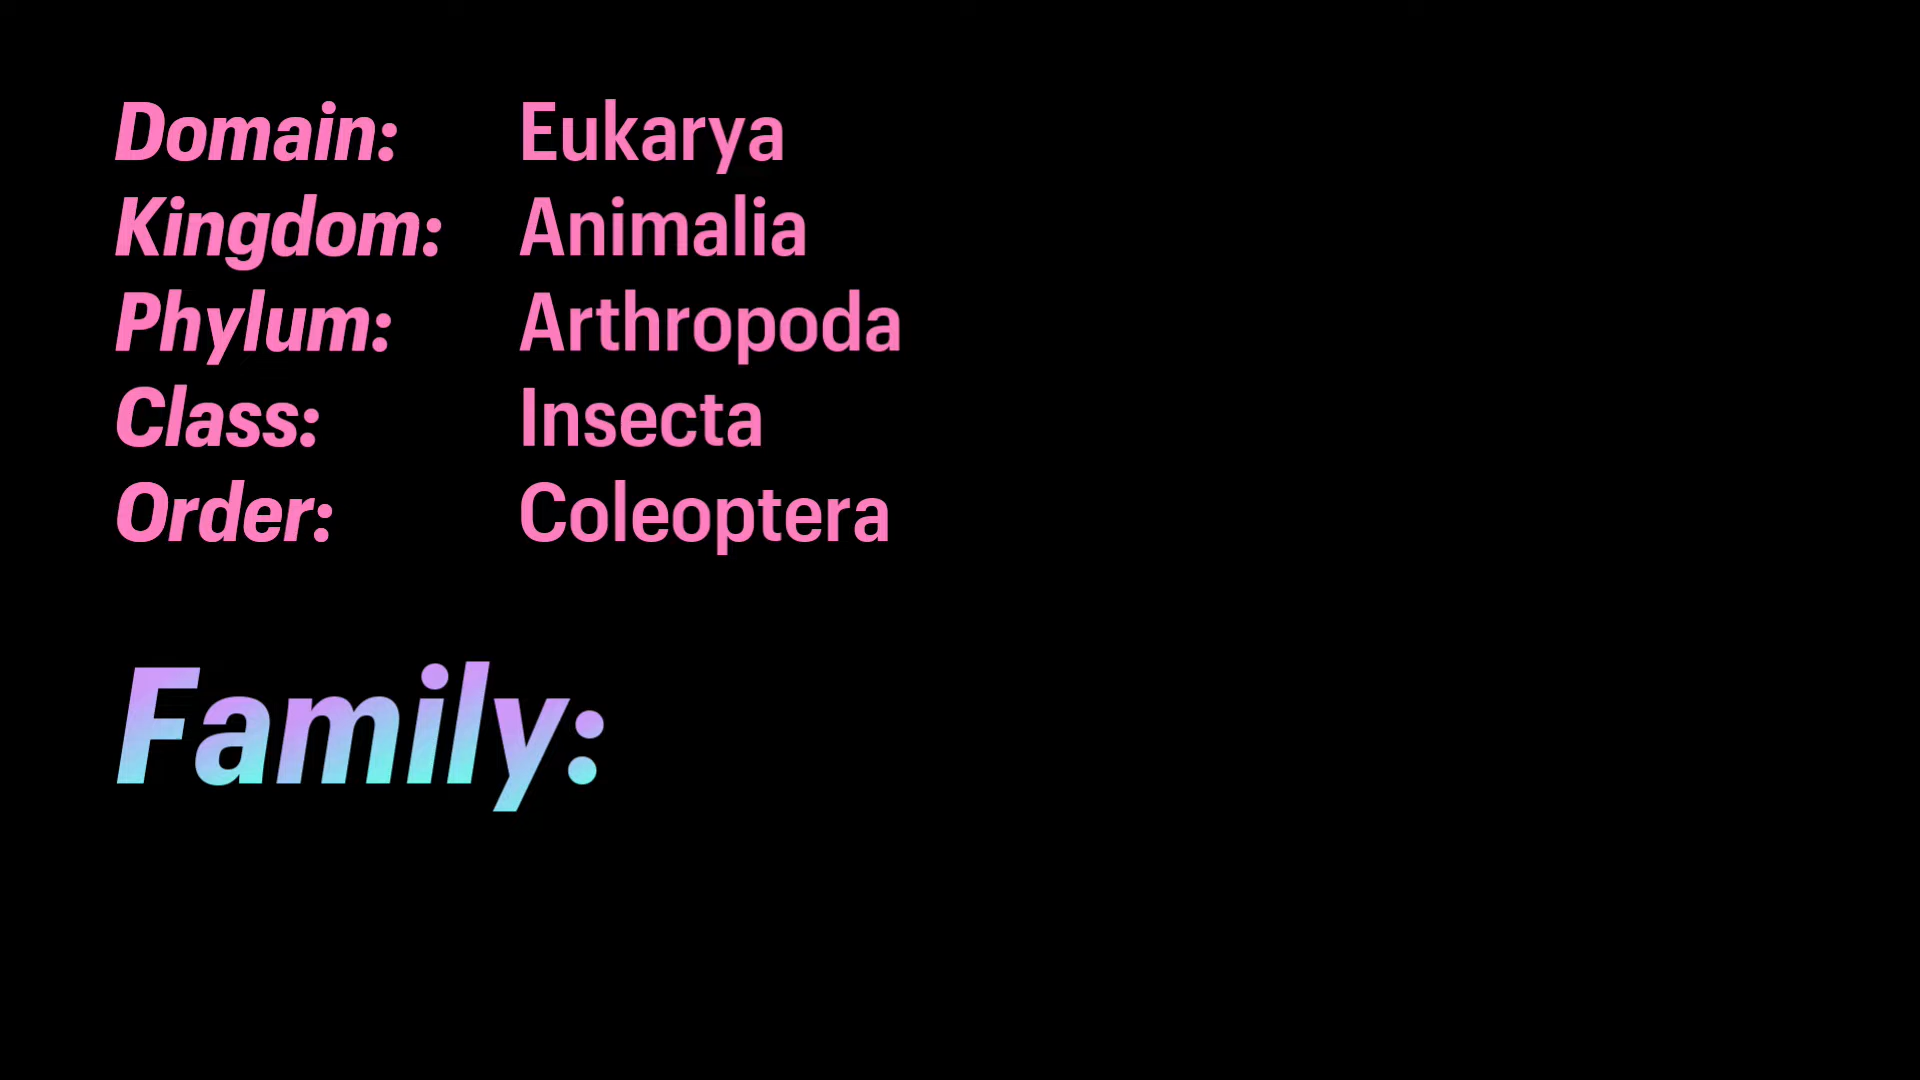 Domain: Eukarya
Kingdom: Animalia
Phylum: Arthropoda
Class: Insecta
Order: Coleoptera
Family: